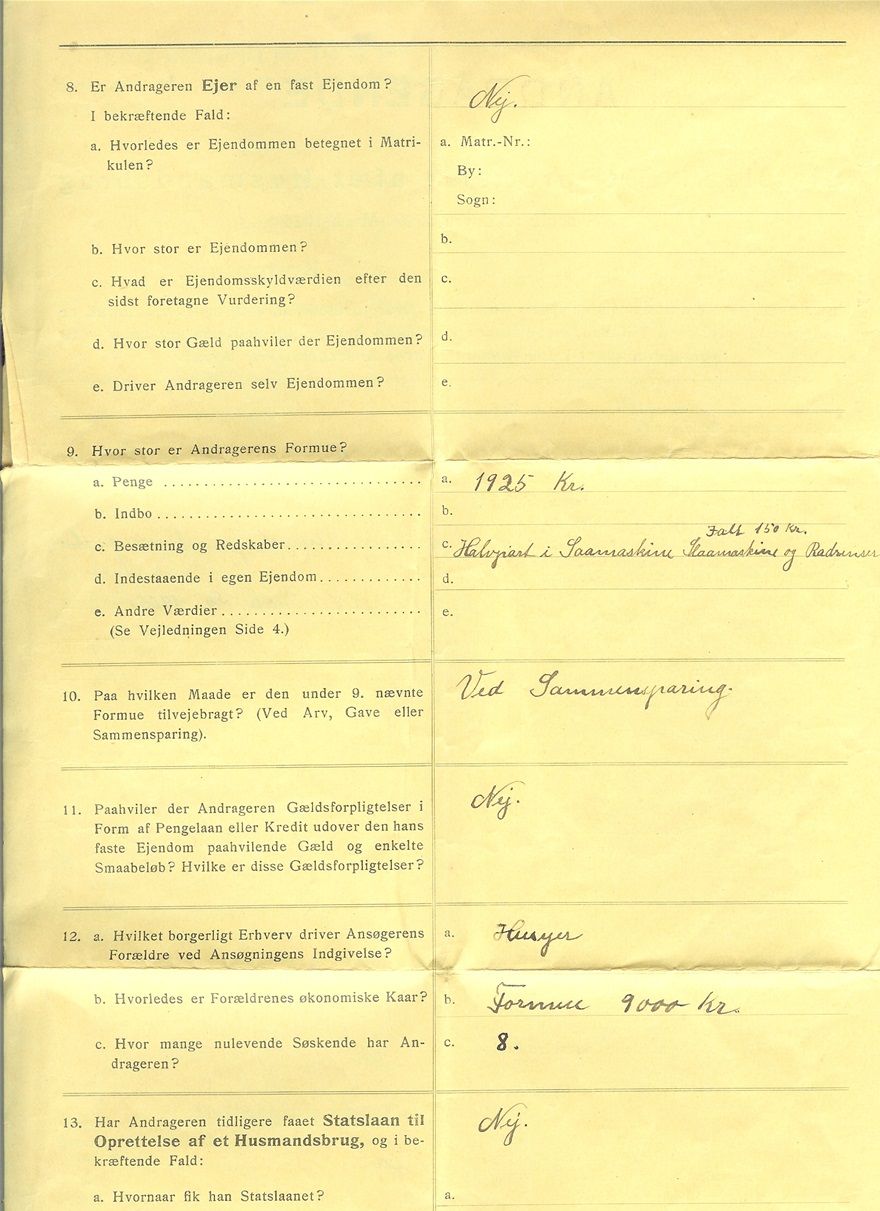 8. Er Andrageren Ejer af en fast Ejendom?
Nej.
I bekræftende Fald:
a. Hvorledes er Ejendommen betegnet i Matri-
kulen?
a. Matr.-Nr.:
By:
Sogn:
b. Hvor stor er Ejendommen?
b.
c. Hvad er Ejendomsskyldværdien efter den
sidst foretagne Vurdering?
c.
d. Hvor stor Gæld paahviler der Ejendommen?
d.
e. Driver Andrageren selv Ejendommen?
e.
9. Hvor stor er Andragerens Formue?
a. Penge ................................
a. 1925 Kr.
b. Indbo .................................
b.
c. Besætning og Redskaber.................
Ialt 150 Kr.
c. Halvpart i Saamaskine Slaamaskine og Radrenser
d. Indestaaende i egen Ejendom.............
d.
e. Andre Værdier .........................
(Se Vejledningen Side 4.)
e.
10. Paa hvilken Maade er den under 9. nævnte
Formue tilvejebragt? (Ved Arv, Gave eller
Sammensparing).
Ved Sammensparing.
11. Paahviler der Andrageren Gældsforpligtelser i
Form af Pengelaan eller Kredit udover den hans
faste Ejendom paahvilende Gæld og enkelte
Smaabeløb? Hvilke er disse Gældsforpligtelser?
Nej.
12. a. Hvilket borgerligt Erhverv driver Ansøgerens
Forældre ved Ansøgningens Indgivelse?
a. Husejer
b. Hvorledes er Forældrenes økonomiske Kaar?
b. Formue 9000 Kr.
c. Hvor mange nulevende Søskende har An-
drageren?
c. 8.
13. Har Andrageren tidligere faaet Statslaan til
Oprettelse af et Husmandsbrug, og i be-
kræftende Fald:
Nej.
a. Hvornaar fik han Statslaanet?
a.